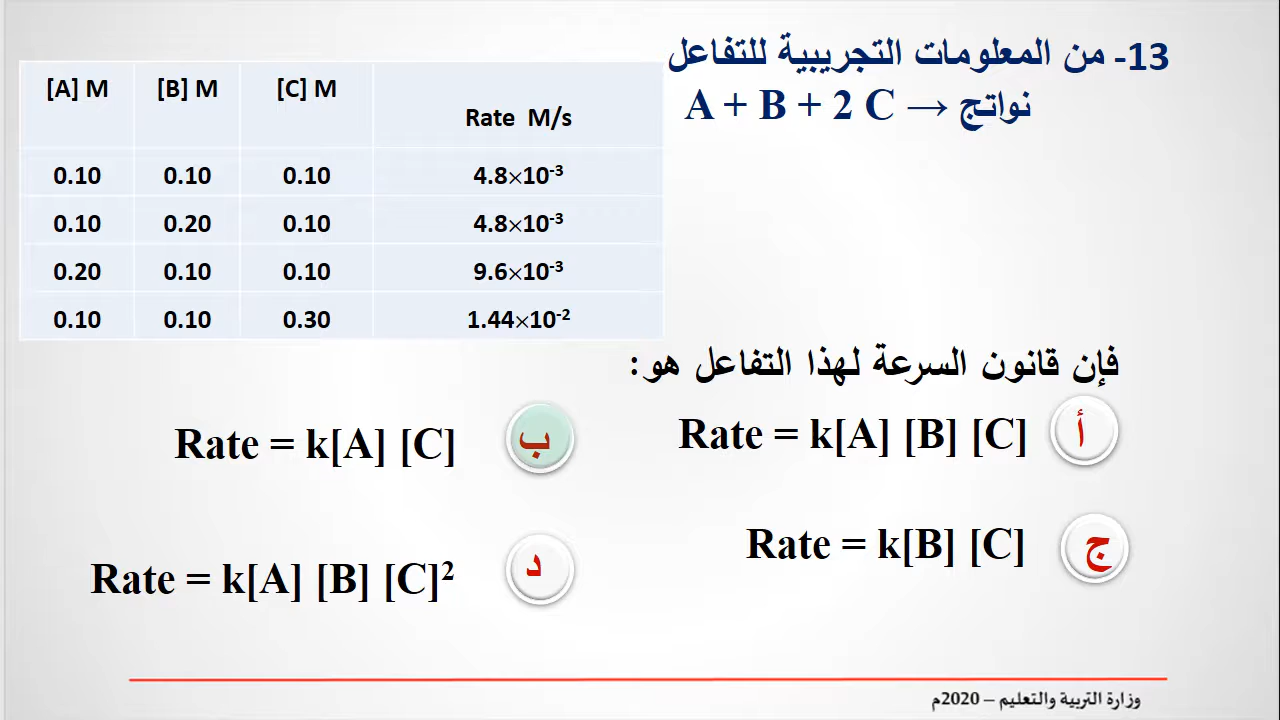 13- من المعلومات التجريبية للتفاعل
A + B + 2 C → نواتج
[A] M [B] M [C] M Rate M/s
0.10 0.10 0.10 4.8×10⁻³
0.10 0.20 0.10 4.8×10⁻³
0.20 0.10 0.10 9.6×10⁻³
0.10 0.10 0.30 1.44×10⁻²
فإن قانون السرعة لهذا التفاعل هو:
أ Rate = k[A] [B] [C]
ب Rate = k[A] [C]
ج Rate = k[B] [C]
د Rate = k[A] [B] [C]²
وزارة التربية والتعليم – 2020م